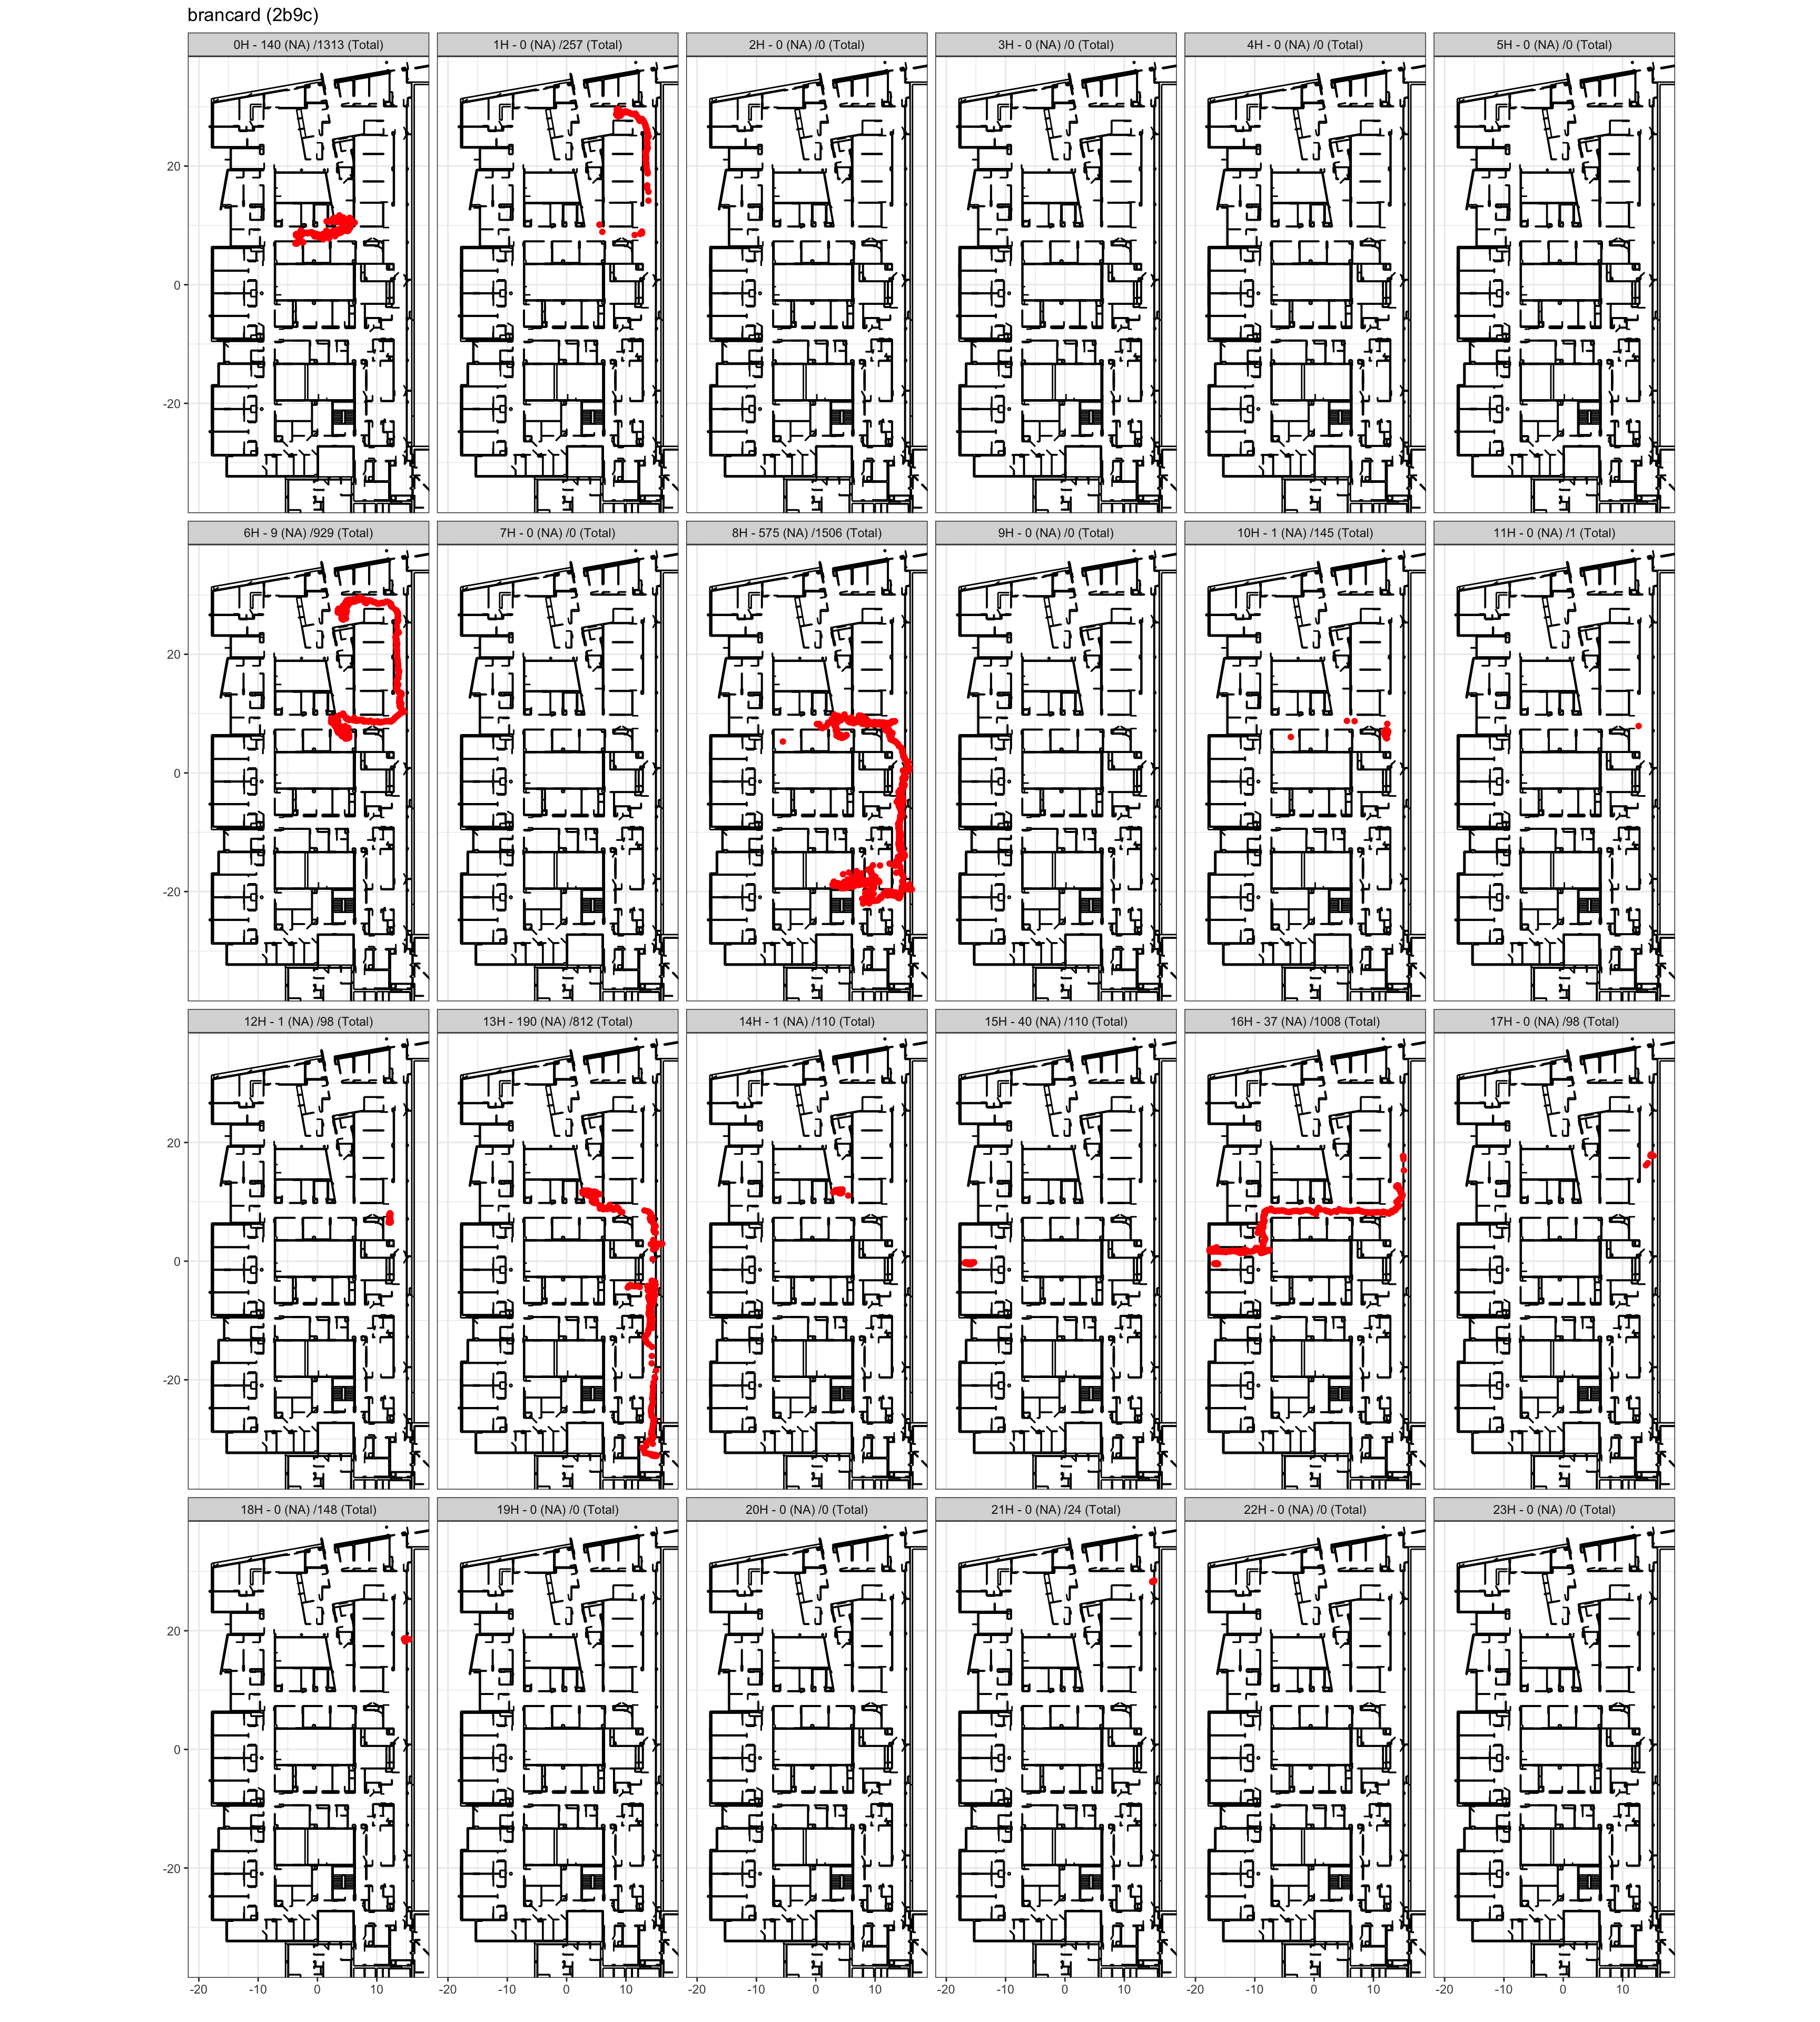 brancard (2b9c)
0H - 140 (NA) /1313 (Total) 1H - 0 (NA) /257 (Total) 2H - 0 (NA) /0 (Total) 3H - 0 (NA) /0 (Total) 4H - 0 (NA) /0 (Total) 5H - 0 (NA) /0 (Total)
20
0
-20
6H - 9 (NA) /929 (Total) 7H - 0 (NA) /0 (Total) 8H - 575 (NA) /1506 (Total) 9H - 0 (NA) /0 (Total) 10H - 1 (NA) /145 (Total) 11H - 0 (NA) /1 (Total)
20
0
-20
12H - 1 (NA) /98 (Total) 13H - 190 (NA) /812 (Total) 14H - 1 (NA) /110 (Total) 15H - 40 (NA) /110 (Total) 16H - 37 (NA) /1008 (Total) 17H - 0 (NA) /98 (Total)
20
0
-20
18H - 0 (NA) /148 (Total) 19H - 0 (NA) /0 (Total) 20H - 0 (NA) /0 (Total) 21H - 0 (NA) /24 (Total) 22H - 0 (NA) /0 (Total) 23H - 0 (NA) /0 (Total)
20
0
-20
-20 -10 0 10 -20 -10 0 10 -20 -10 0 10 -20 -10 0 10 -20 -10 0 10 -20 -10 0 10